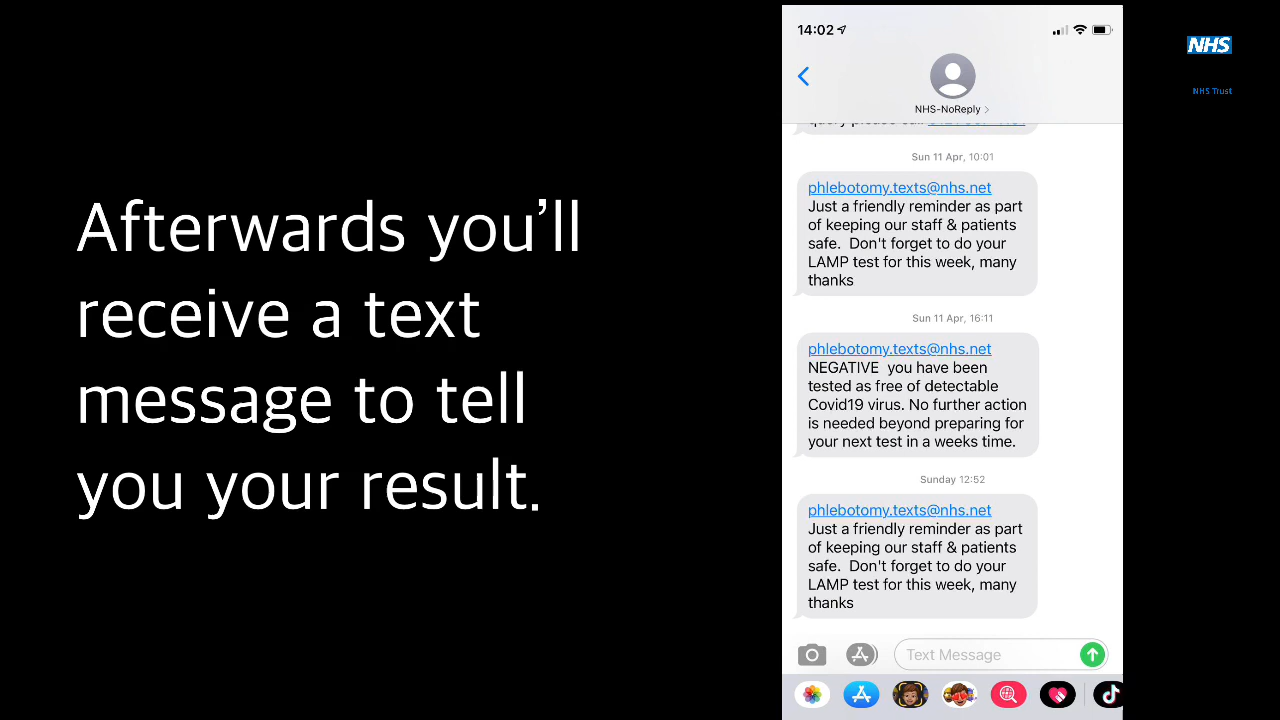 Afterwards you'll
receive a text
message to tell
you your result.
14:02
NHS-NoReply
query please
Sun 11 Apr, 10:01
phlebotomy.texts@nhs.net
Just a friendly reminder as part
of keeping our staff & patients
safe.  Don't forget to do your
LAMP test for this week, many
thanks
Sun 11 Apr, 16:11
phlebotomy.texts@nhs.net
NEGATIVE  you have been
tested as free of detectable
Covid19 virus. No further action
is needed beyond preparing for
your next test in a weeks time.
Sunday 12:52
phlebotomy.texts@nhs.net
Just a friendly reminder as part
of keeping our staff & patients
safe.  Don't forget to do your
LAMP test for this week, many
thanks
Text Message
NHS
NHS Trust